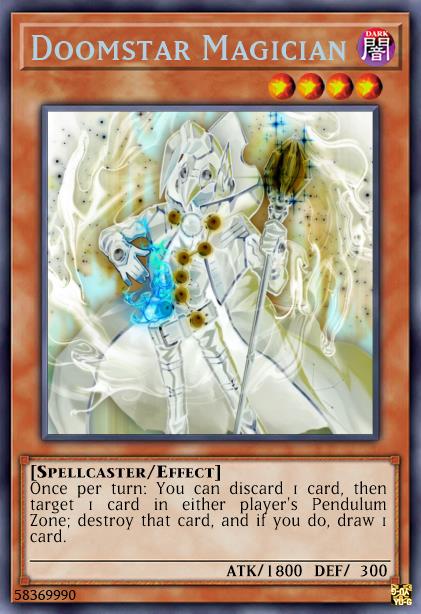 DOOMSTAR MAGICIAN
DARK
闇
[SPELLCASTER/EFFECT]
Once per turn: You can discard 1 card, then
target 1 card in either player's Pendulum
Zone; destroy that card, and if you do, draw 1
card.
ATK/1800 DEF/ 300
58369990